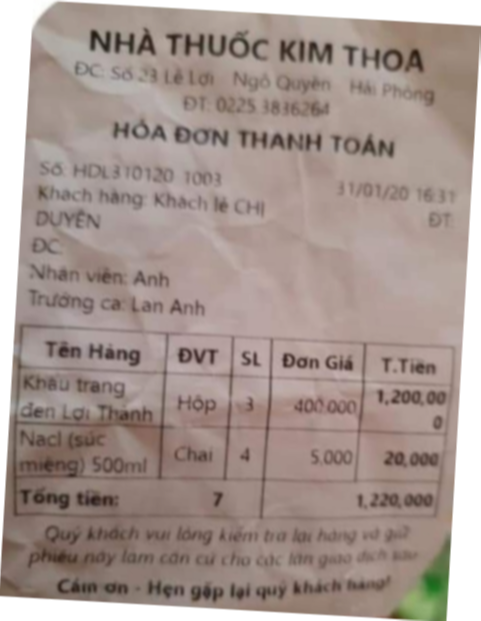 NHÀ THUỐC KIM THOA
ĐC: Số 23 Lê Lợi Ngô Quyền Hải Phòng
ĐT: 0225 3836264
HÓA ĐƠN THANH TOÁN
Số: HDL310120 1003 31/01/20 16:31
Khách hàng: Khách lẻ CHỊ ĐT:
DUYÊN
ĐC:
Nhân viên: Anh
Trưởng ca: Lan Anh
Tên Hàng ĐVT SL Đơn Giá T.Tiền
Khẩu trang đen Lợi Thành Hộp 3 400.000 1,200,000
Nacl (súc miệng) 500ml Chai 4 5,000 20,000
Tổng tiền: 7 1,220,000
Quý khách vui lòng kiểm tra lại hàng và giữ
phiếu này làm căn cứ cho các lần giao dịch sau
Cám ơn - Hẹn gặp lại quý khách hàng!